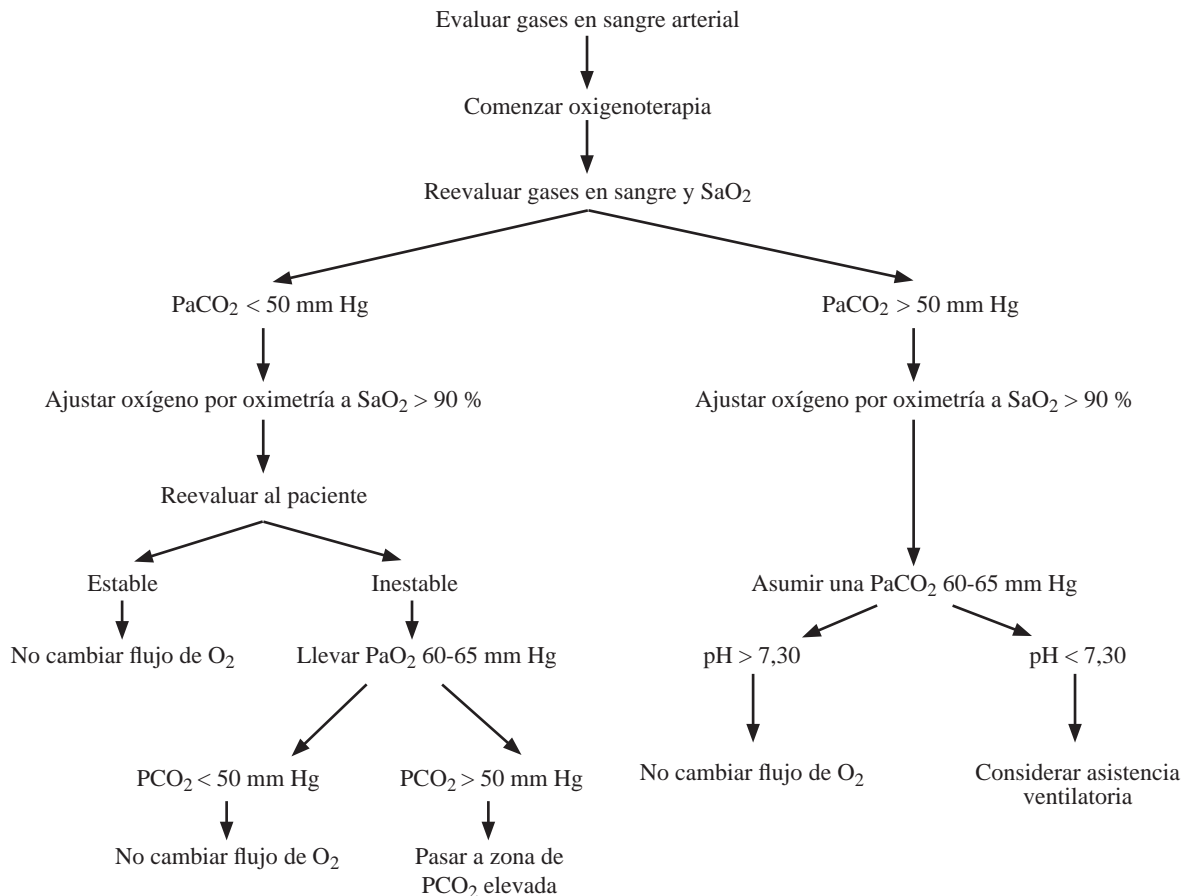 Evaluar gases en sangre arterial
Comenzar oxigenoterapia
Reevaluar gases en sangre y SaO2
PaCO2 < 50 mm Hg
PaCO2 > 50 mm Hg
Ajustar oxígeno por oximetría a SaO2 > 90 %
Ajustar oxígeno por oximetría a SaO2 > 90 %
Reevaluar al paciente
Estable
Inestable
Asumir una PaCO2 60-65 mm Hg
No cambiar flujo de O2
Llevar PaO2 60-65 mm Hg
pH > 7,30
pH < 7,30
PCO2 < 50 mm Hg
PCO2 > 50 mm Hg
No cambiar flujo de O2
Considerar asistencia
ventilatoria
No cambiar flujo de O2
Pasar a zona de
PCO2 elevada